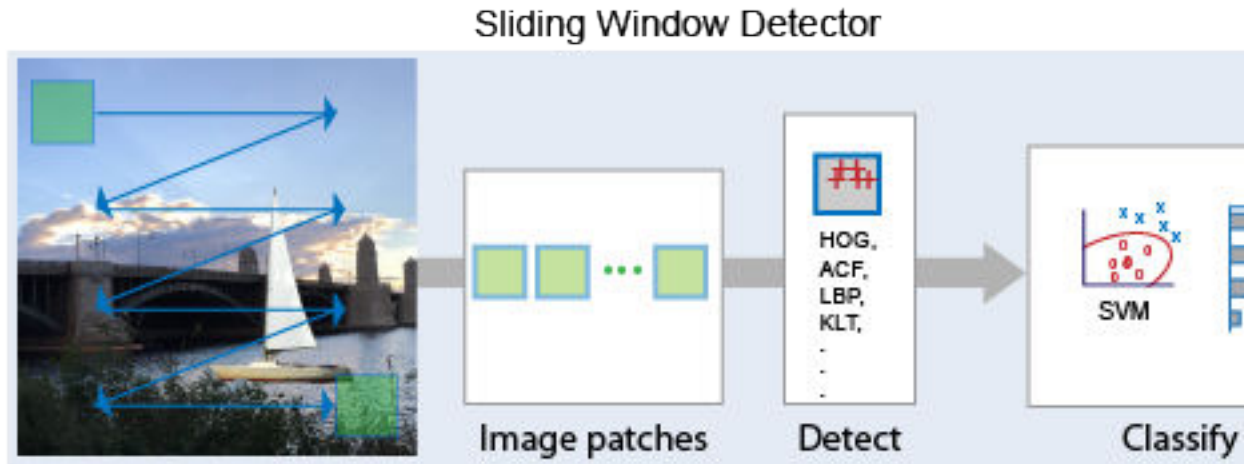 Sliding Window Detector
HOG,
ACF,
LBP,
KLT,
.
.
.
SVM
Image patches
Detect
Classify